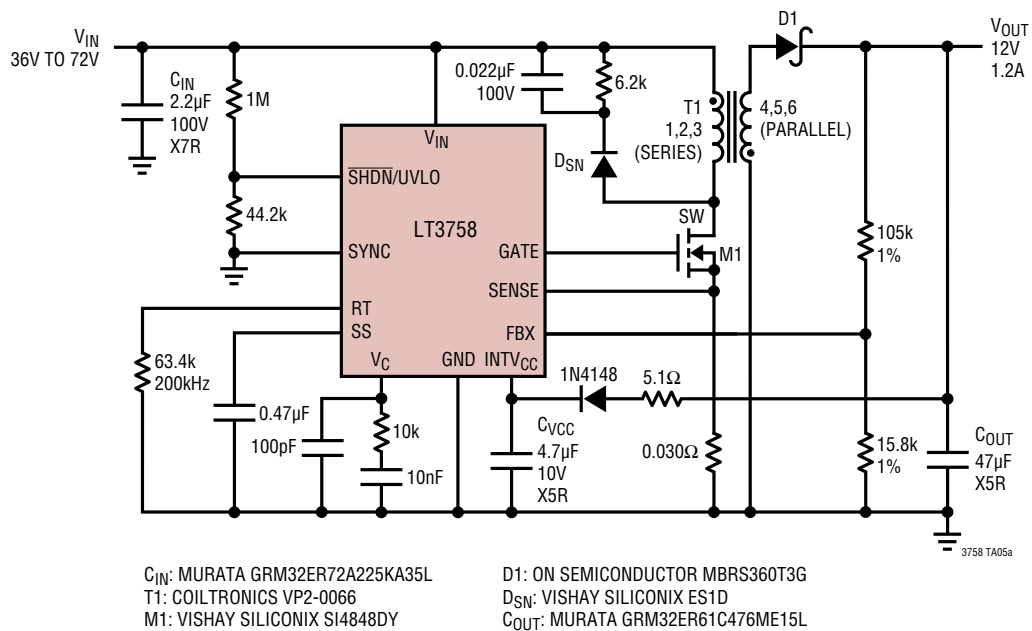 VIN
36V TO 72V
CIN
2.2µF
100V
X7R
1M
44.2k
0.022µF
100V
6.2k
DSN
T1
1,2,3
(SERIES)
4,5,6
(PARALLEL)
D1
VOUT
12V
1.2A
VIN
SHDN/UVLO
LT3758
SYNC
GATE
SENSE
RT
SS
FBX
VC
GND
INTVCC
SW
M1
105k
1%
63.4k
200kHz
0.47µF
100pF
10k
10nF
1N4148
5.1Ω
CVCC
4.7µF
10V
X5R
0.030Ω
15.8k
1%
COUT
47µF
X5R
3758 TA05a
CIN: MURATA GRM32ER72A225KA35L
T1: COILTRONICS VP2-0066
M1: VISHAY SILICONIX SI4848DY
D1: ON SEMICONDUCTOR MBRS360T3G
DSN: VISHAY SILICONIX ES1D
COUT: MURATA GRM32ER61C476ME15L